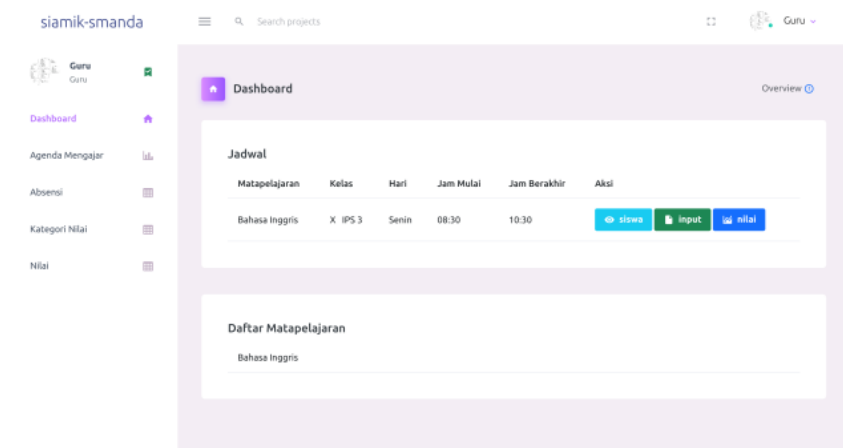 siamik-smanda
Search projects
Guru
Guru
Guru
Dashboard
Agenda Mengajar
Absensi
Kategori Nilai
Nilai
Dashboard
Overview
Jadwal
Matapelajaran Kelas Hari Jam Mulai Jam Berakhir Aksi
Bahasa Inggris X IPS 3 Senin 08:30 10:30 siswa input nilai
Daftar Matapelajaran
Bahasa Inggris